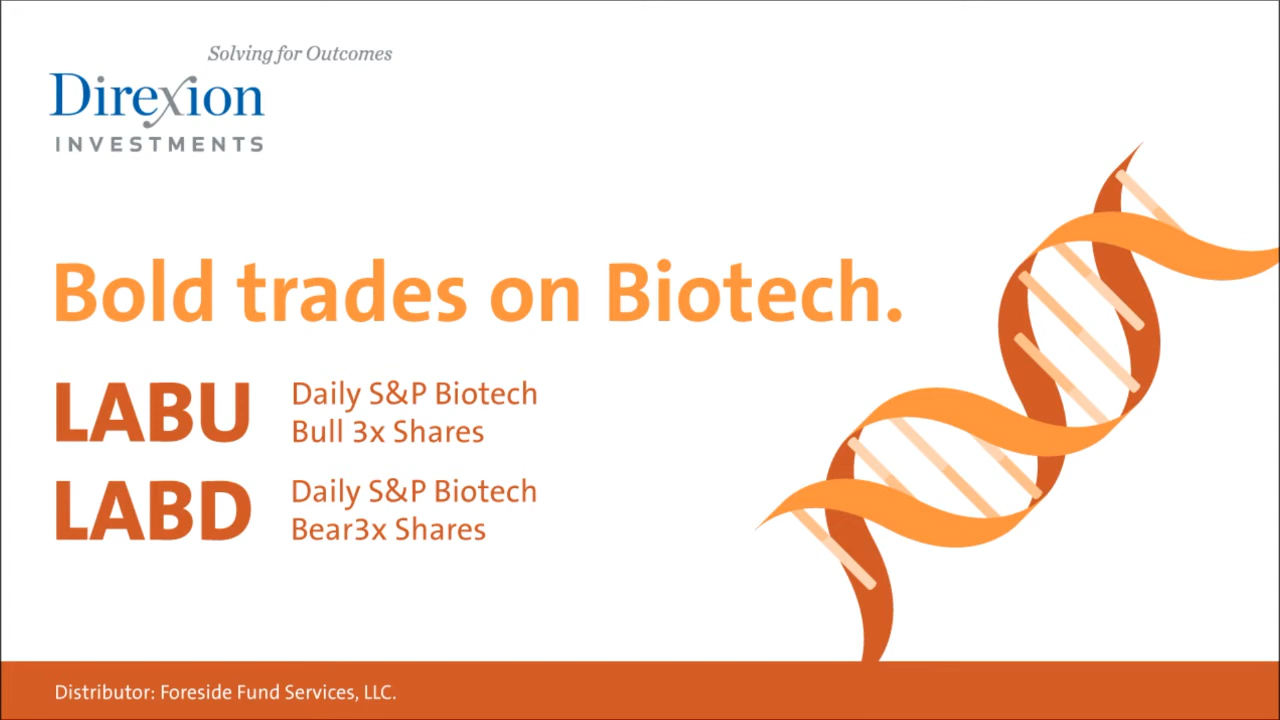 Solving for Outcomes
Direxion
INVESTMENTS
Bold trades on Biotech.
LABU
Daily S&P Biotech
Bull 3x Shares
LABD
Daily S&P Biotech
Bear3x Shares
Distributor: Foreside Fund Services, LLC.